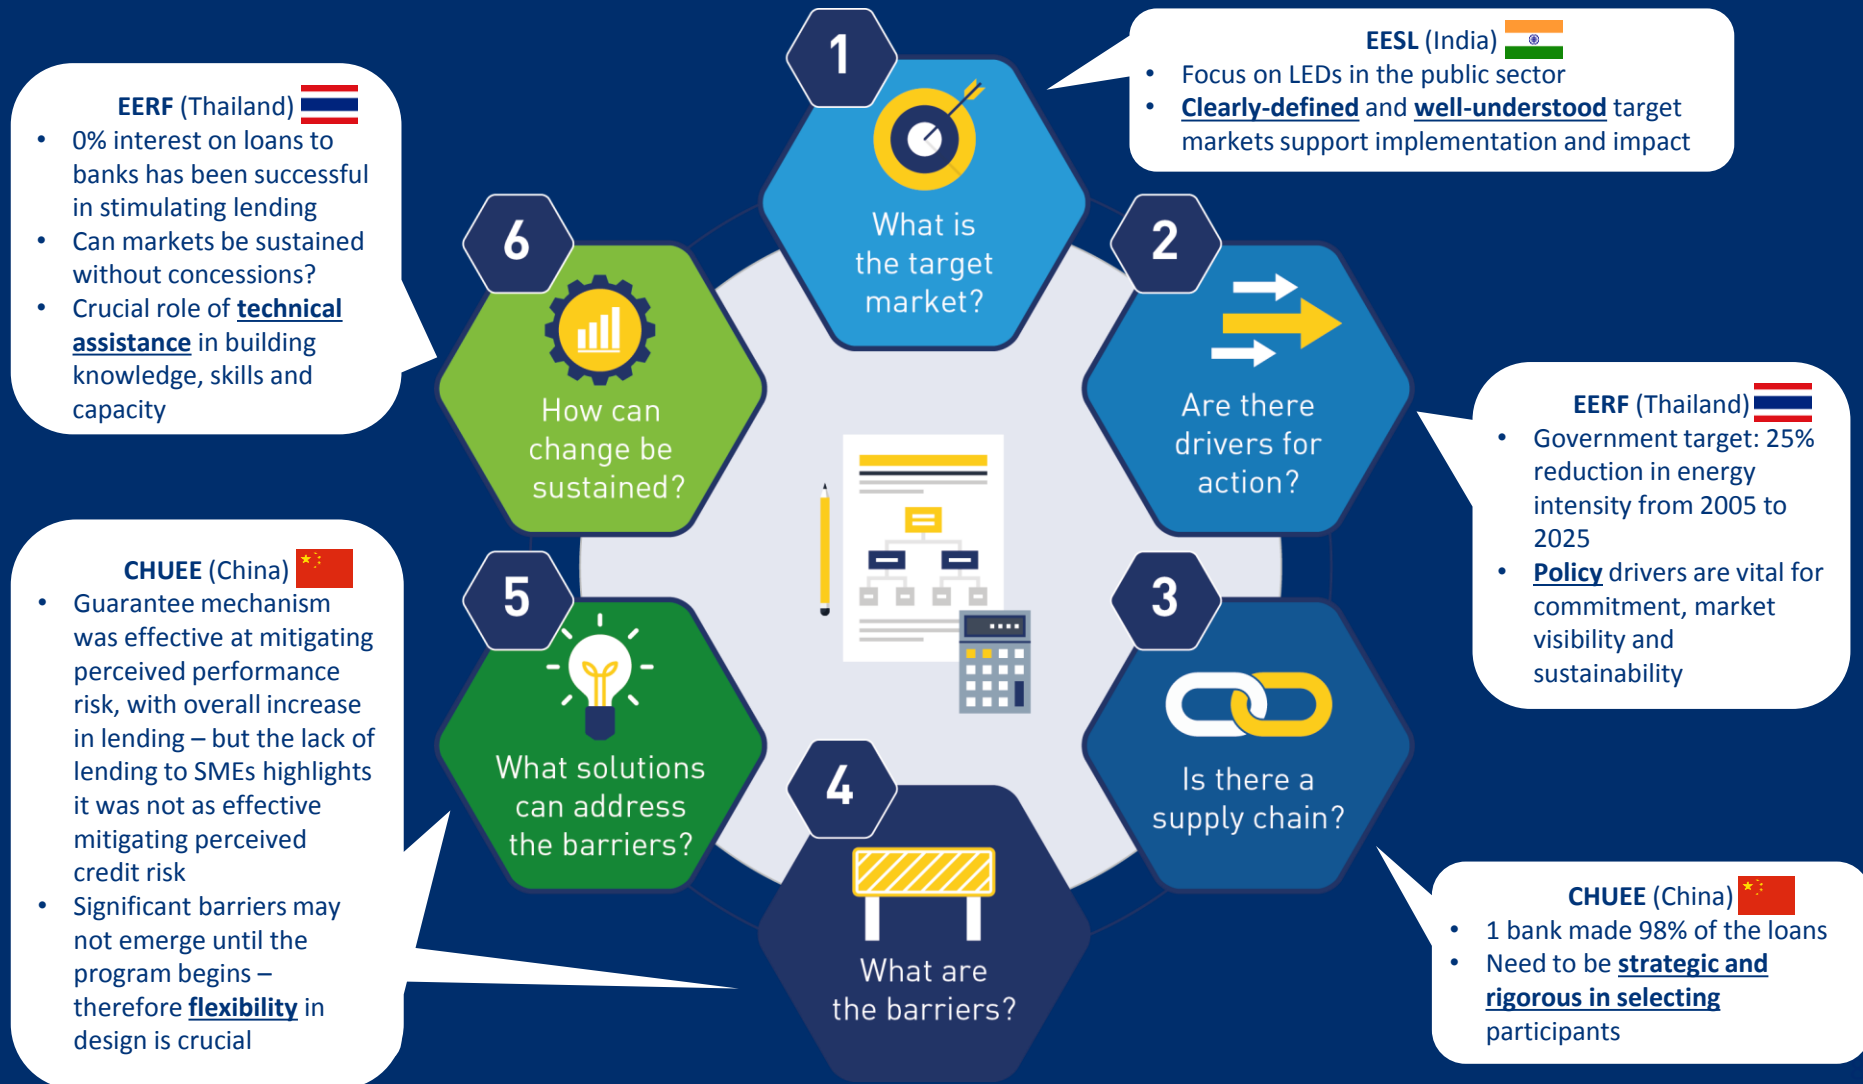 1
What is
the target
market?
EESL (India)
• Focus on LEDs in the public sector
• Clearly-defined and well-understood target
markets support implementation and impact
2
Are there
drivers for
action?
EERF (Thailand)
• Government target: 25%
reduction in energy
intensity from 2005 to
2025
• Policy drivers are vital for
commitment, market
visibility and
sustainability
3
Is there a
supply chain?
CHUEE (China)
• 1 bank made 98% of the loans
• Need to be strategic and
rigorous in selecting
participants
4
What are
the barriers?
5
What solutions
can address
the barriers?
CHUEE (China)
• Guarantee mechanism
was effective at mitigating
perceived performance
risk, with overall increase
in lending – but the lack of
lending to SMEs highlights
it was not as effective
mitigating perceived
credit risk
• Significant barriers may
not emerge until the
program begins –
therefore flexibility in
design is crucial
6
How can
change be
sustained?
EERF (Thailand)
• 0% interest on loans to
banks has been successful
in stimulating lending
• Can markets be sustained
without concessions?
• Crucial role of technical
assistance in building
knowledge, skills and
capacity